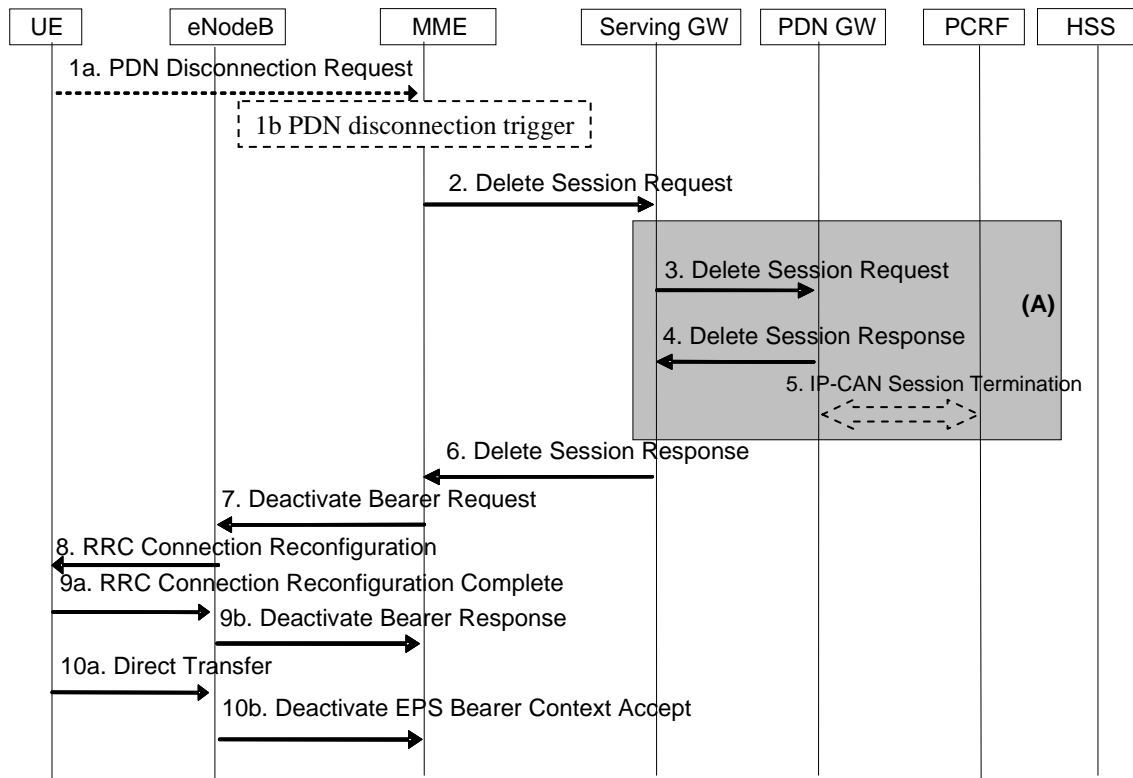 UE eNodeB MME Serving GW PDN GW PCRF HSS
1a. PDN Disconnection Request
1b PDN disconnection trigger
2. Delete Session Request
3. Delete Session Request
(A)
4. Delete Session Response
5. IP-CAN Session Termination
6. Delete Session Response
7. Deactivate Bearer Request
8. RRC Connection Reconfiguration
9a. RRC Connection Reconfiguration Complete
9b. Deactivate Bearer Response
10a. Direct Transfer
10b. Deactivate EPS Bearer Context Accept